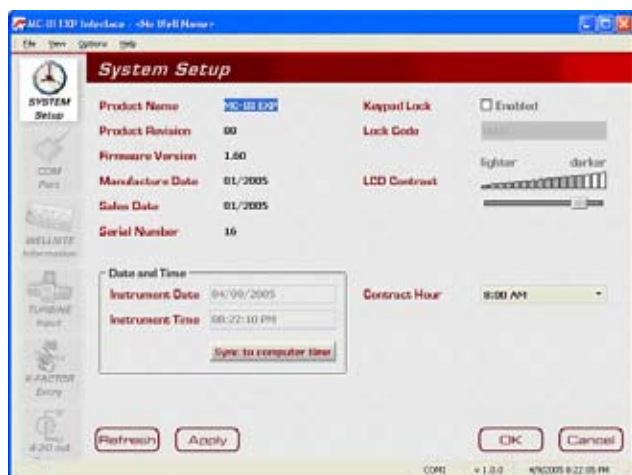 MC-III EXP Interface - <No Well Name>
File View Options Help
System Setup
SYSTEM
Setup
COM
Port
WELLSITE
Information
TURBINE
Input
K-FACTOR
Entry
4-20 mA
Product Name MC-III EXP
Product Revision 00
Firmware Version 1.60
Manufacture Date 01/2005
Sales Date 01/2005
Serial Number 16
Keypad Lock Enabled
Lock Code
LCD Contrast lighter darker
Date and Time
Instrument Date 04/09/2005
Instrument Time 08:22:10 PM
Sync to computer time
Contract Hour 8:00 AM
Refresh Apply OK Cancel
COM1 v 1.0.0 4/9/2005 8:22:05 PM